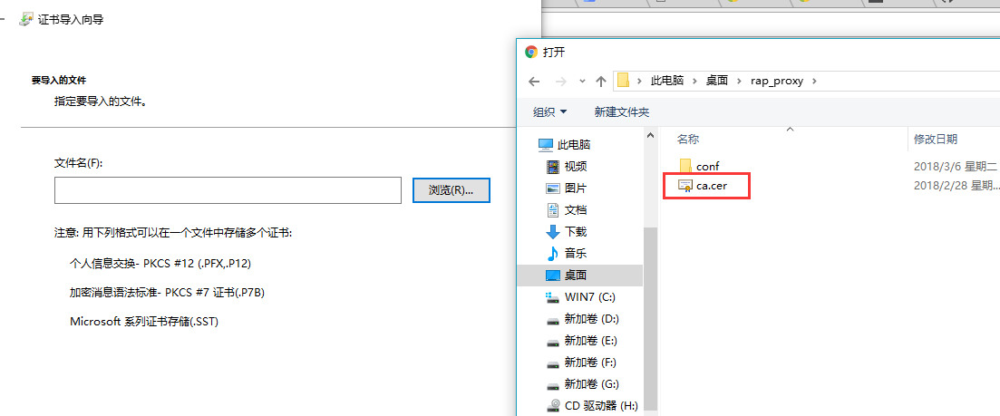 证书导入向导
要导入的文件
指定要导入的文件。
文件名(F):
浏览(R)...
注意: 用下列格式可以在一个文件中存储多个证书:
个人信息交换- PKCS #12 (.PFX,.P12)
加密消息语法标准- PKCS #7 证书(.P7B)
Microsoft 系列证书存储(.SST)
打开
此电脑 桌面 rap_proxy
组织 新建文件夹
此电脑
视频
图片
文档
下载
音乐
桌面
WIN7 (C:)
新加卷 (D:)
新加卷 (E:)
新加卷 (F:)
新加卷 (G:)
CD 驱动器 (H:)
名称 修改日期
conf 2018/3/6 星期二
ca.cer 2018/2/28 星期...